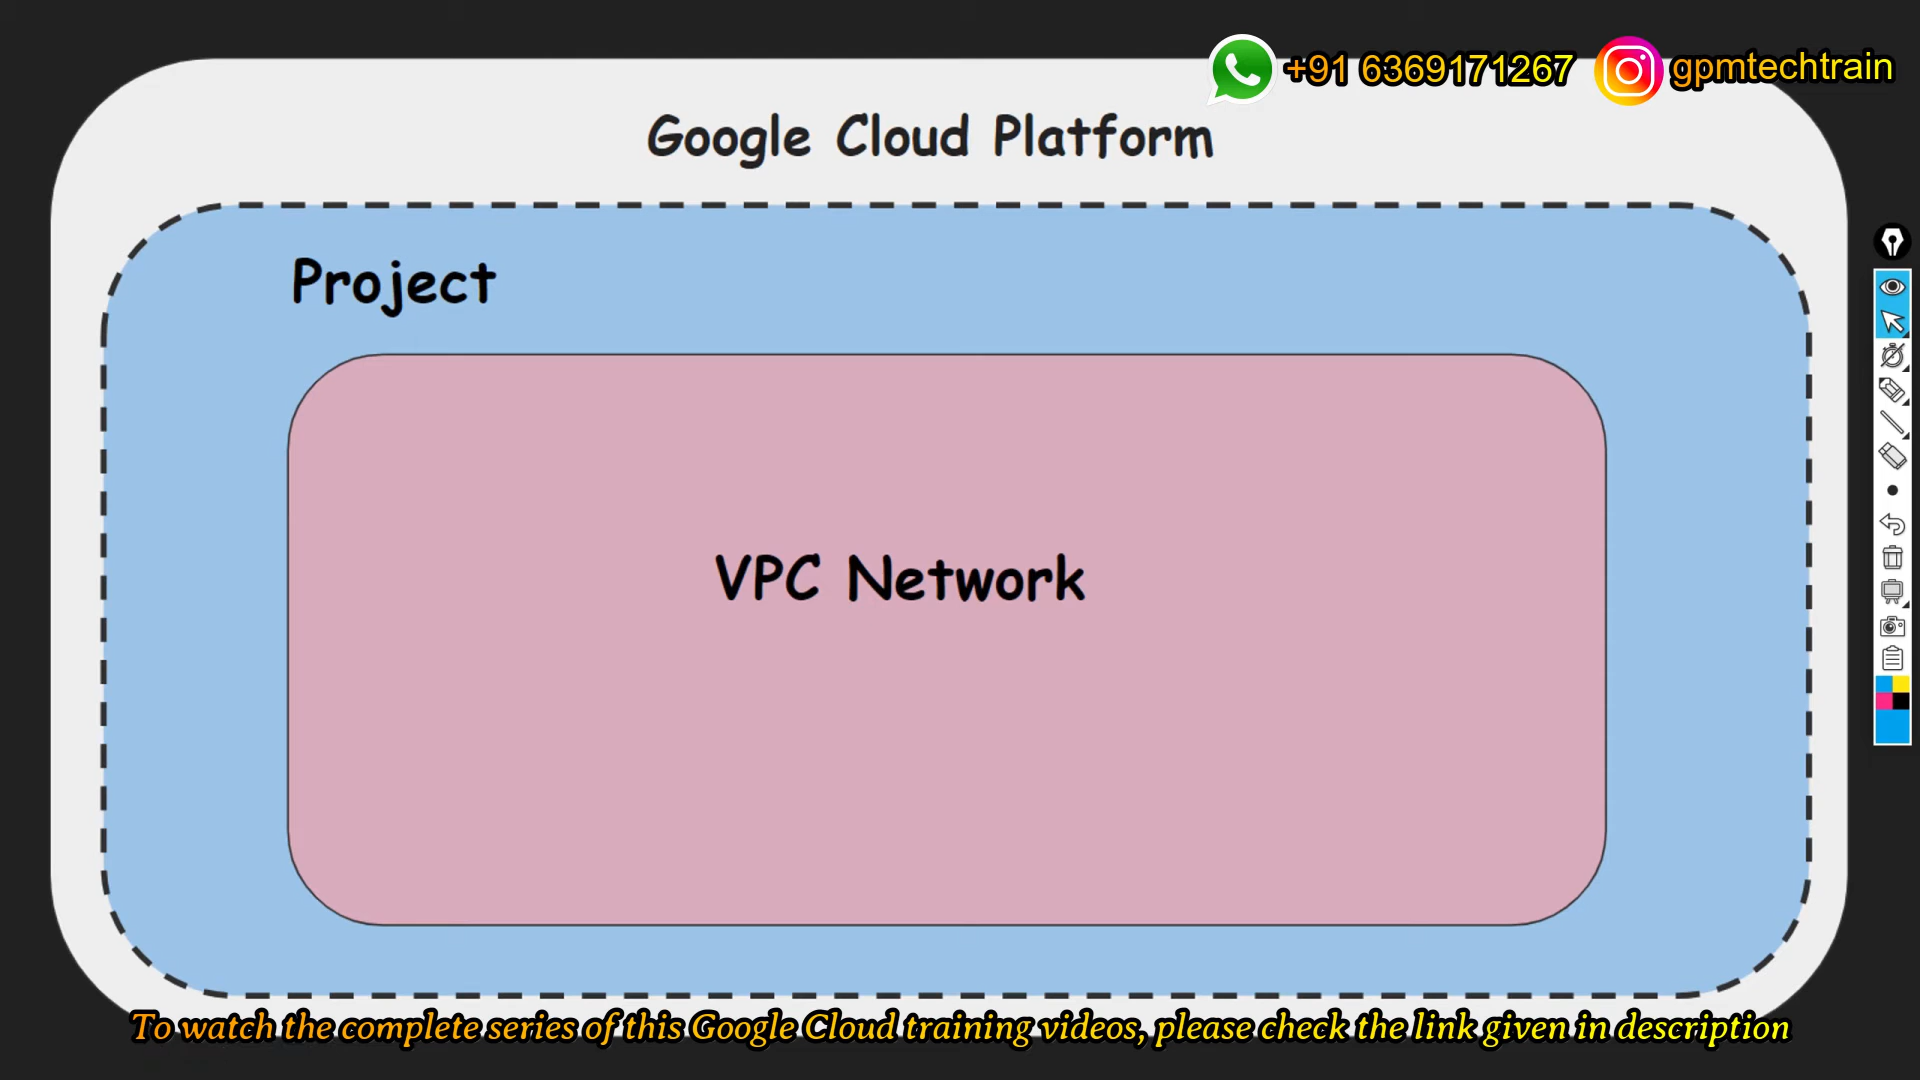 +91 6369171267 gpmtechtrain
Google Cloud Platform
Project
VPC Network
To watch the complete series of this Google Cloud training videos, please check the link given in description